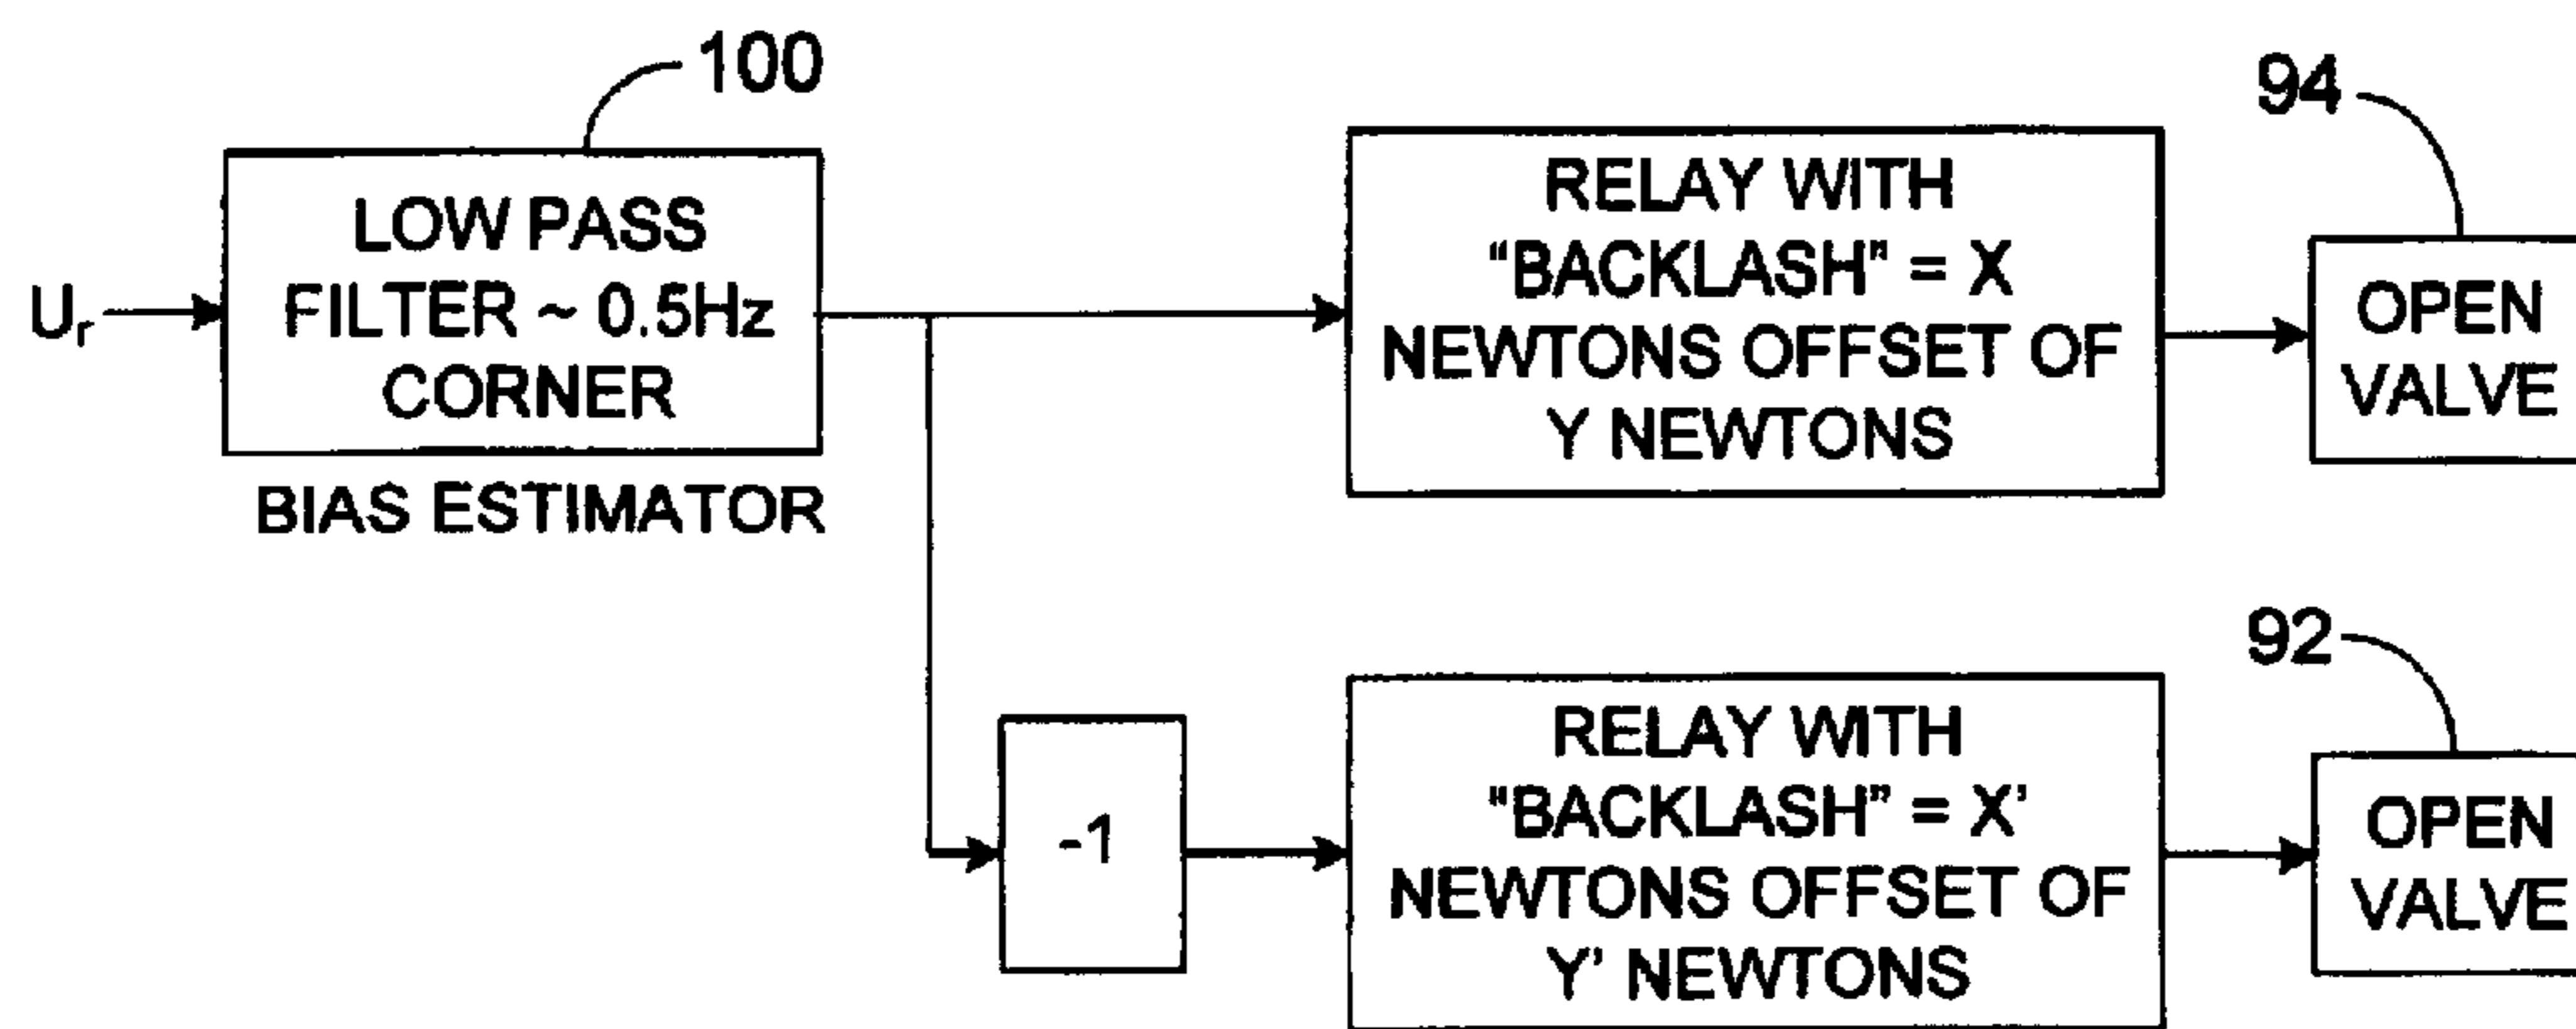 100
LOW PASS
FILTER ~ 0.5Hz
CORNER
BIAS ESTIMATOR
Ur
RELAY WITH
"BACKLASH" = X
NEWTONS OFFSET OF
Y NEWTONS
94
OPEN
VALVE
-1
RELAY WITH
"BACKLASH" = X'
NEWTONS OFFSET OF
Y' NEWTONS
92
OPEN
VALVE